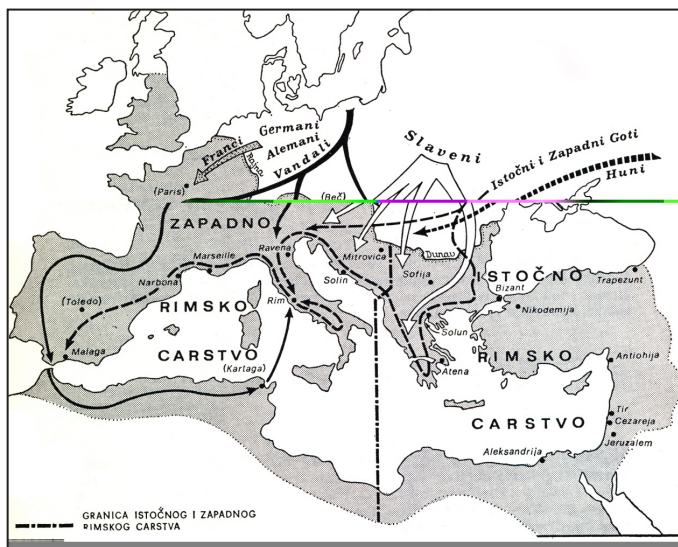 Franci
Germani
Alemani
Vandali
Rajna
Slaveni
Istočni i Zapadni Goti
Huni
(Paris)
(Beč)
ZAPADNO
Ravena
Mitrovica
Dunav
Marseille
Solin
Sofija
ISTOČNO
Narbona
Bizant
Trapezunt
(Toledo)
RIMSKO
Rim
Nikodemija
Solun
Malaga
CARSTVO
RIMSKO
Antiohija
(Kartaga)
Atena
CARSTVO
Tir
Cezareja
Jeruzalem
Aleksandrija
GRANICA ISTOČNOG I ZAPADNOG
RIMSKOG CARSTVA